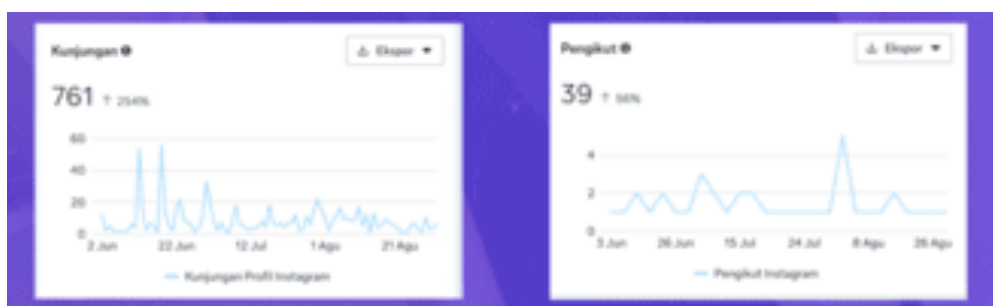 Kunjungan
Ekspor
761 ↑ 254%
60
40
20
0
2 Jun 22 Jun 12 Jul 1 Agu 21 Agu
Kunjungan Profil Instagram
Pengikut
Ekspor
39 ↑ 56%
4
2
0
3 Jun 26 Jun 15 Jul 24 Jul 8 Agu 26 Agu
Pengikut Instagram